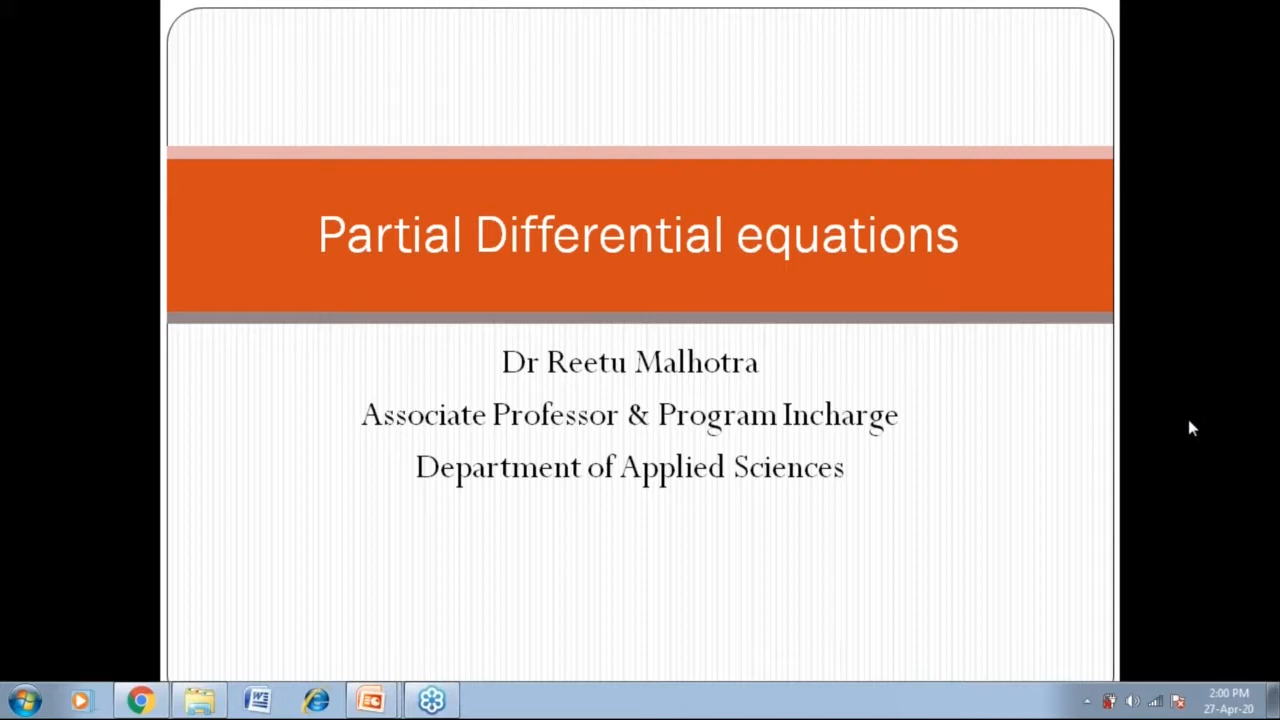 Partial Differential equations
Dr Reetu Malhotra
Associate Professor & Program Incharge
Department of Applied Sciences
2:00 PM
27-Apr-20